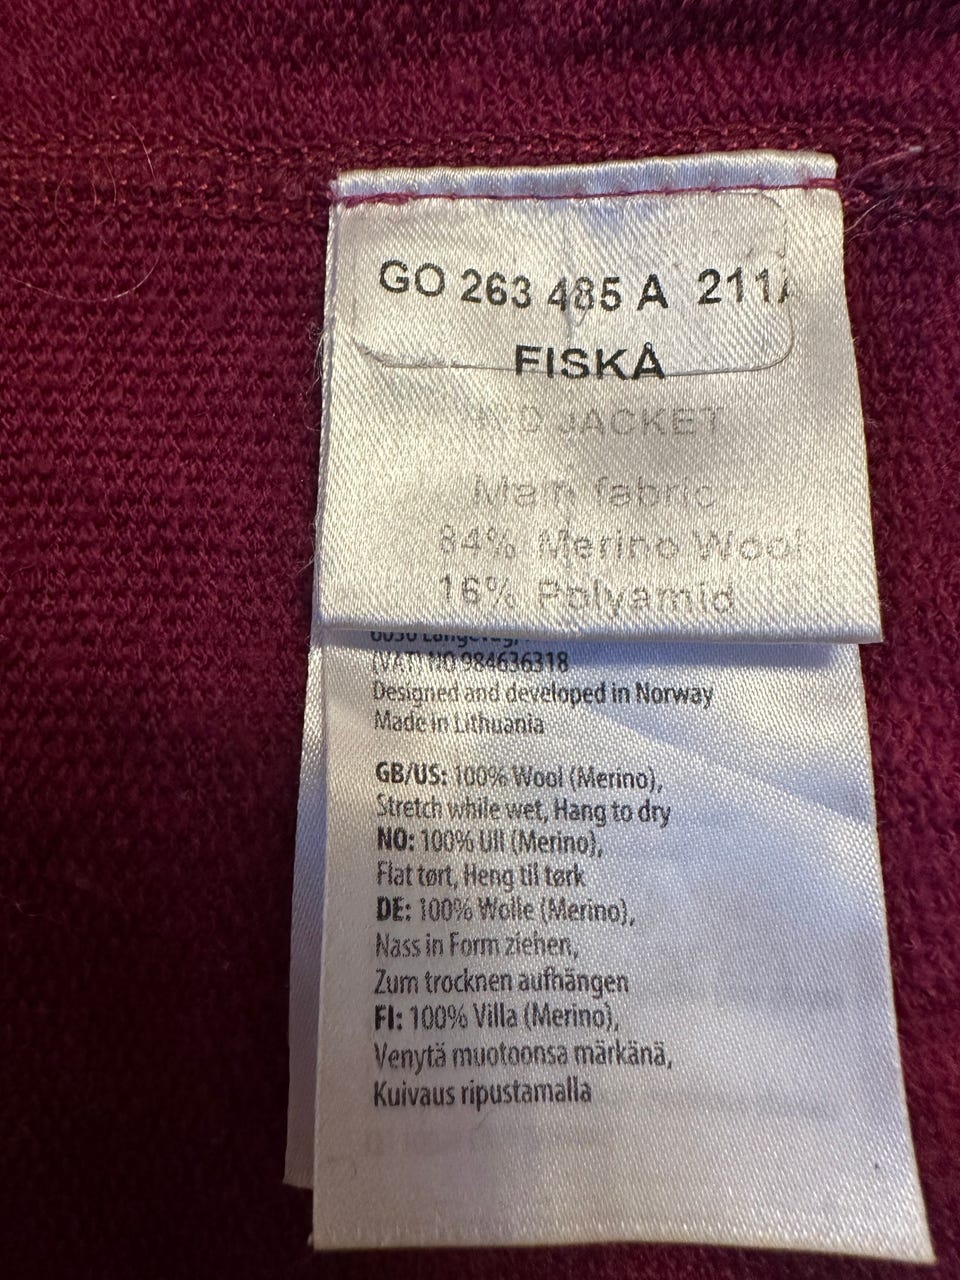 GO 263 485 A 211
FISKÅ
JACKET
Main fabric
84% Merino Wool
16% Polyamid
(VAT) NO 984636318
Designed and developed in Norway
Made in Lithuania
GB/US: 100% Wool (Merino),
Stretch while wet, Hang to dry
NO: 100% Ull (Merino),
Flat tørt, Heng til tørk
DE: 100% Wolle (Merino),
Nass in Form ziehen,
Zum trocknen aufhängen
FI: 100% Villa (Merino),
Venytä muotoonsa märkänä,
Kuivaus ripustamalla